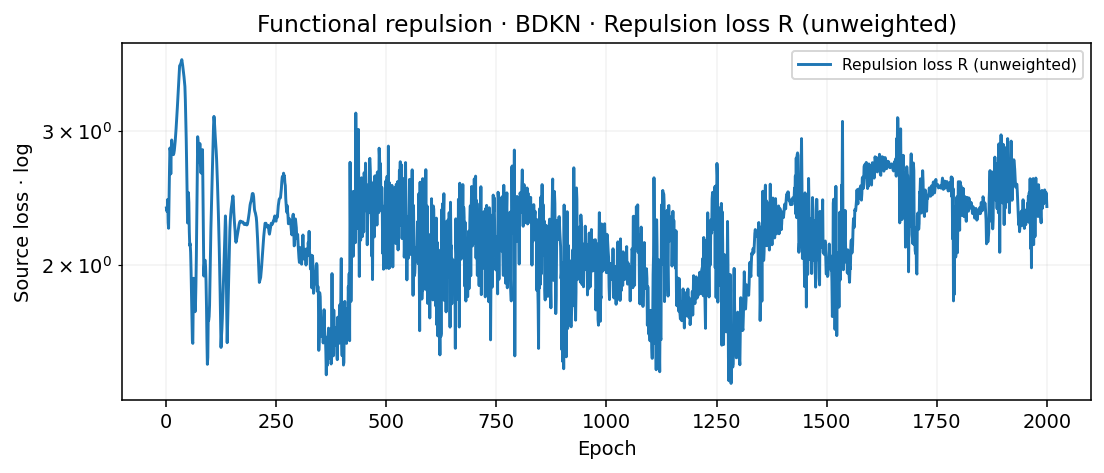 Functional repulsion · BDKN · Repulsion loss R (unweighted)
Repulsion loss R (unweighted)
Source loss · log
3 × 10⁰
2 × 10⁰
0 250 500 750 1000 1250 1500 1750 2000
Epoch